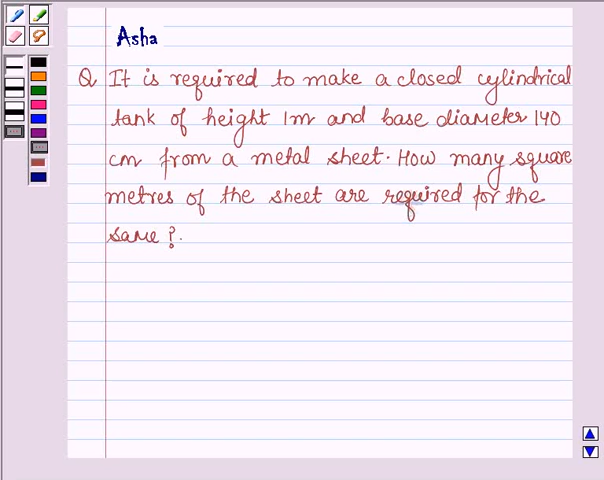 Asha
Q It is required to make a closed cylindrical
tank of height 1m and base diameter 140
cm from a metal sheet. How many square
metres of the sheet are required for the
same?.